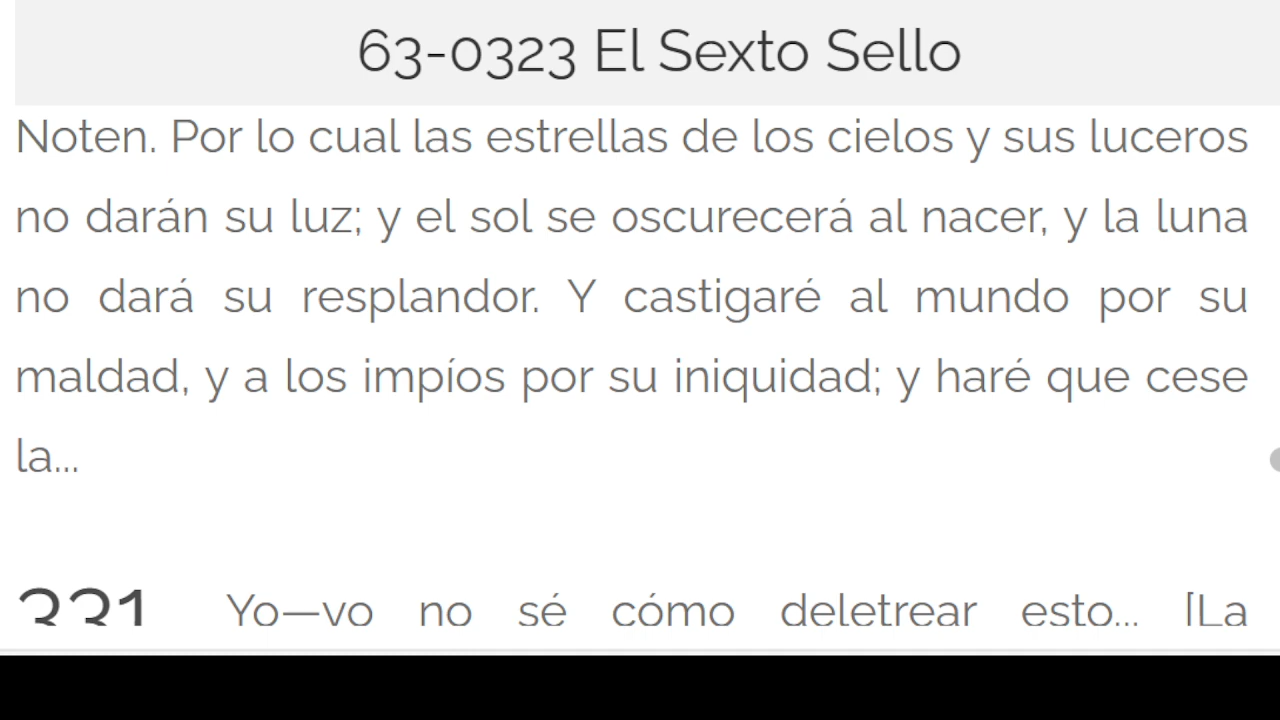 63-0323 El Sexto Sello
Noten. Por lo cual las estrellas de los cielos y sus luceros
no darán su luz; y el sol se oscurecerá al nacer, y la luna
no dará su resplandor. Y castigaré al mundo por su
maldad, y a los impíos por su iniquidad; y haré que cese
la...
Yo—yo no sé cómo deletrear esto... [La